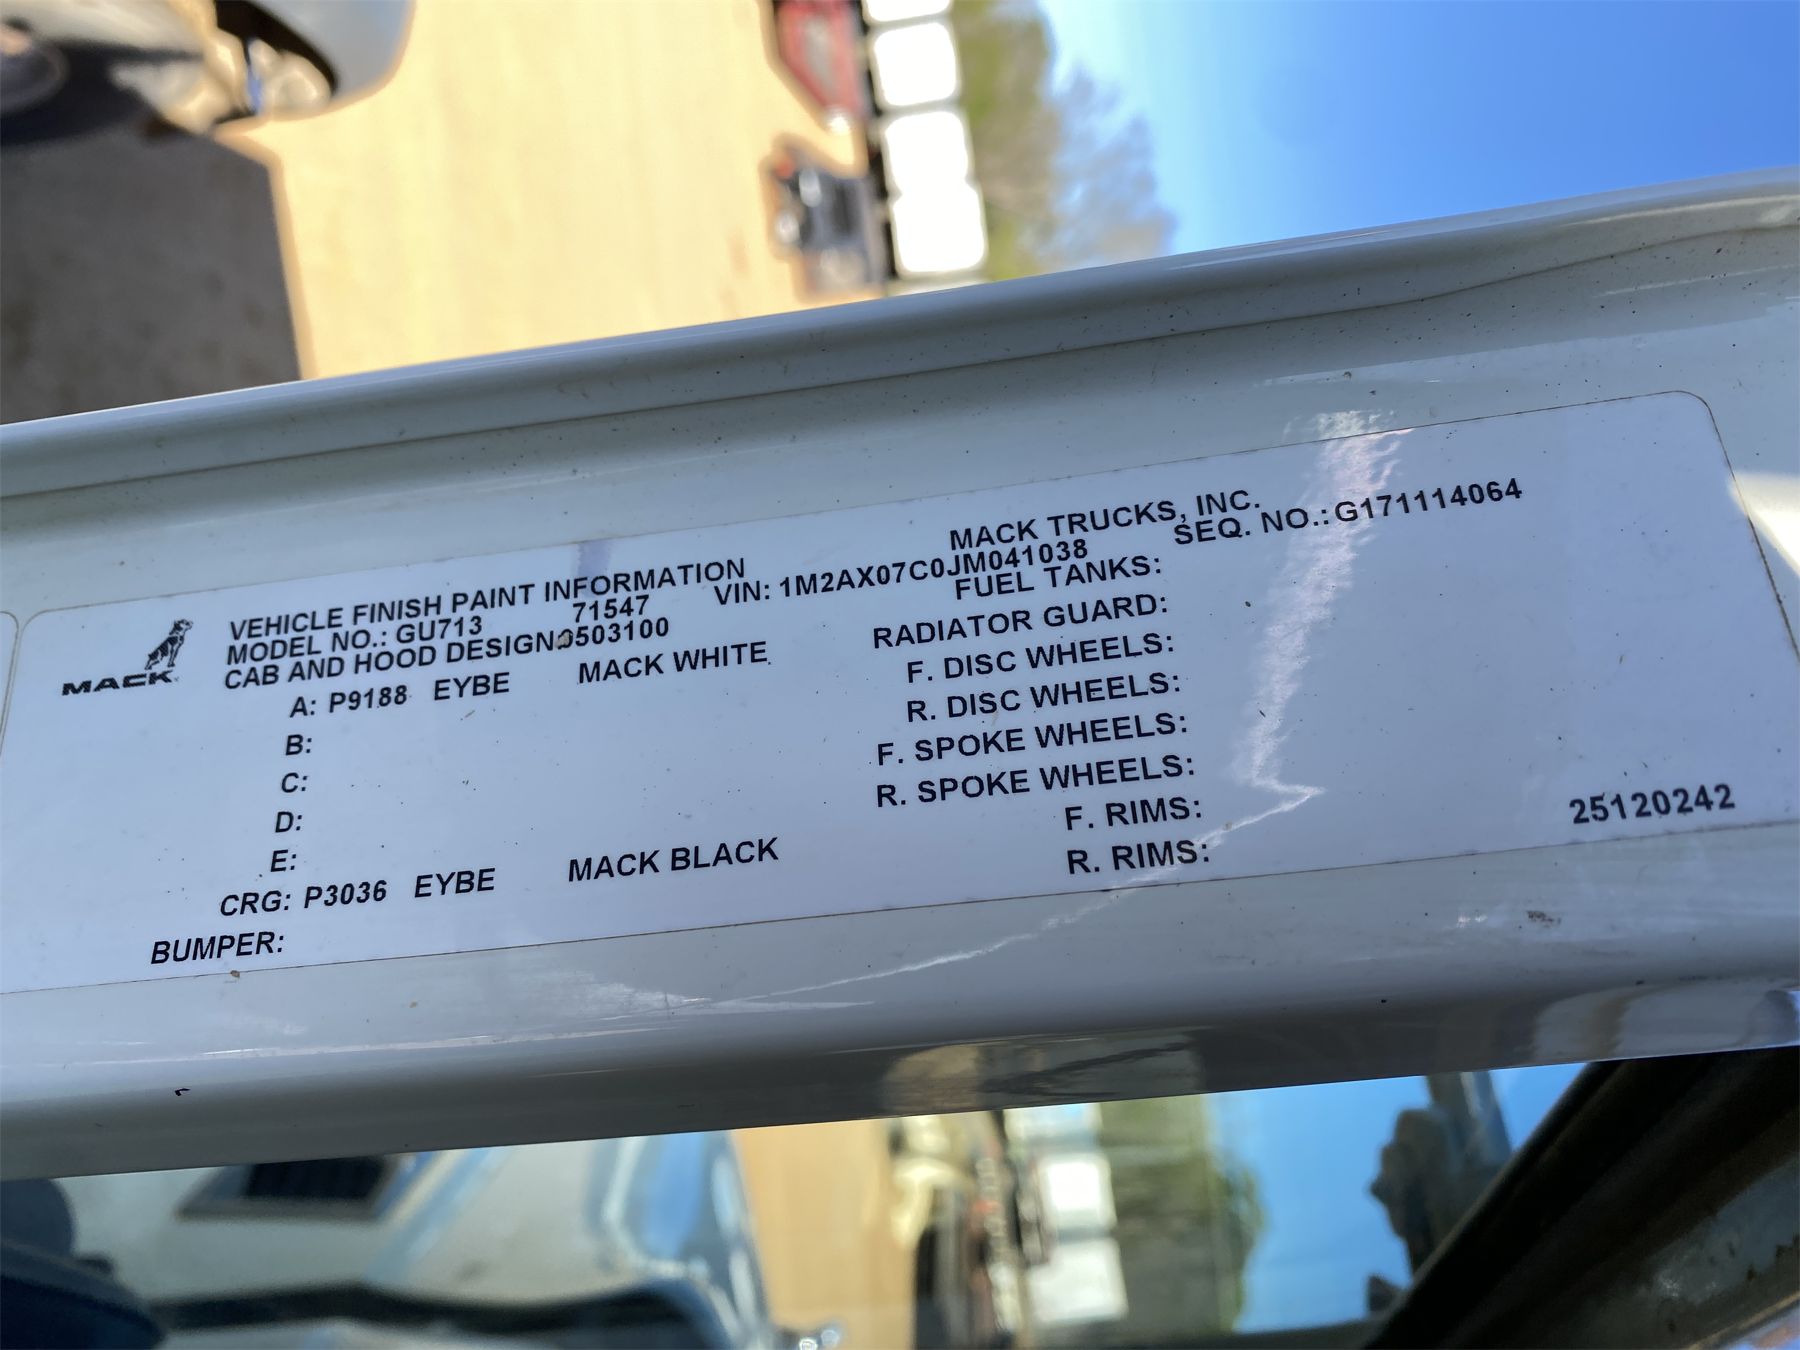 MACK
VEHICLE FINISH PAINT INFORMATION MACK TRUCKS, INC.
MODEL NO.: GU713 71547 VIN: 1M2AX07C0JM041038 SEQ. NO.: G171114064
CAB AND HOOD DESIGN: 0503100 FUEL TANKS:
A: P9188 EYBE MACK WHITE RADIATOR GUARD:
B: F. DISC WHEELS:
C: R. DISC WHEELS:
D: F. SPOKE WHEELS:
E: R. SPOKE WHEELS:
CRG: P3036 EYBE MACK BLACK F. RIMS:
BUMPER: R. RIMS: 25120242